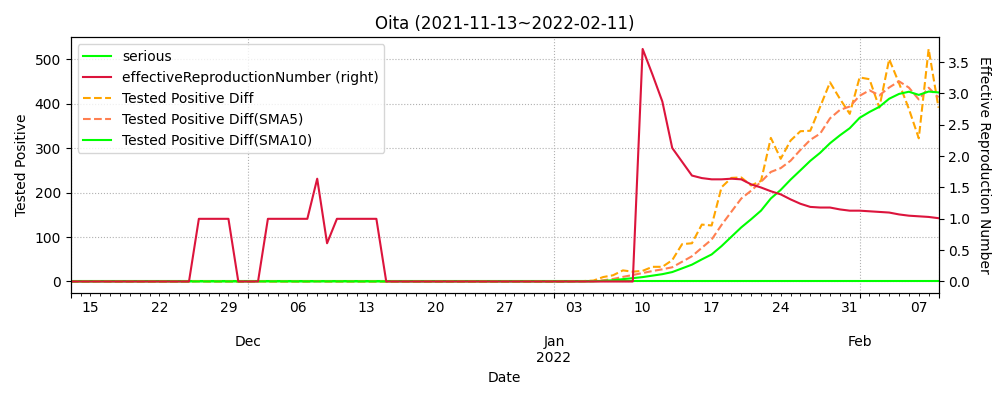 Oita (2021-11-13~2022-02-11)
serious
effectiveReproductionNumber (right)
Tested Positive Diff
Tested Positive Diff(SMA5)
Tested Positive Diff(SMA10)
Tested Positive
500
400
300
200
100
0
3.5
3.0
2.5
2.0
1.5
1.0
0.5
0.0
Effective Reproduction Number
15 22 29 06 13 20 27 03 10 17 24 31 07
Dec Jan Feb
2022
Date